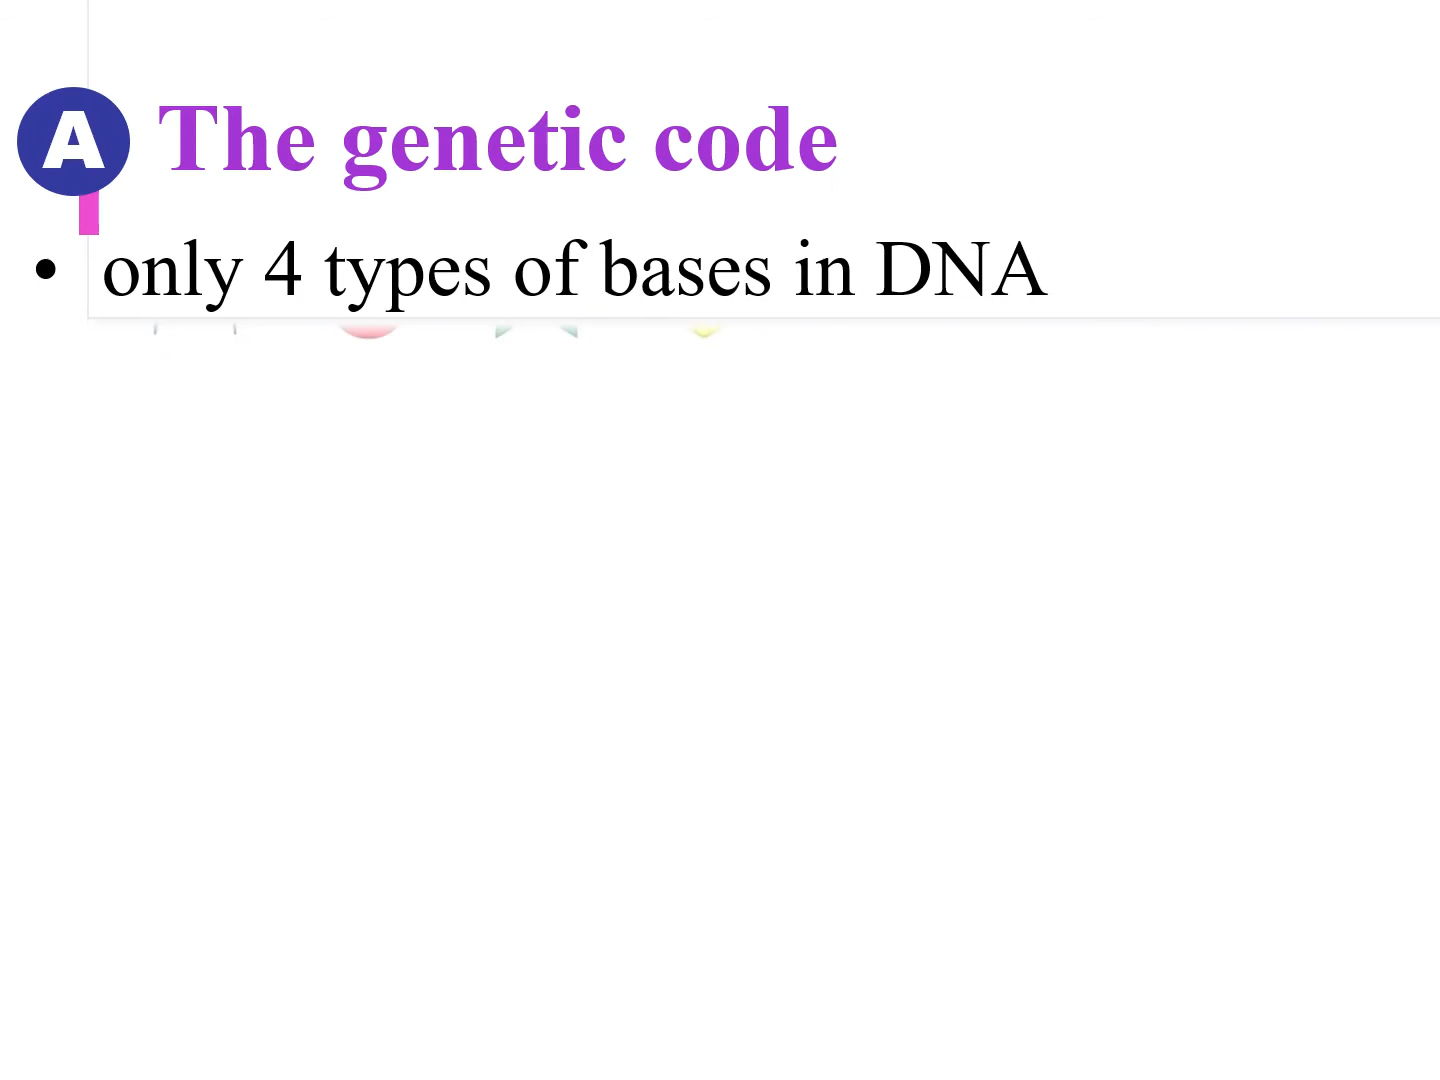 A The genetic code
• only 4 types of bases in DNA